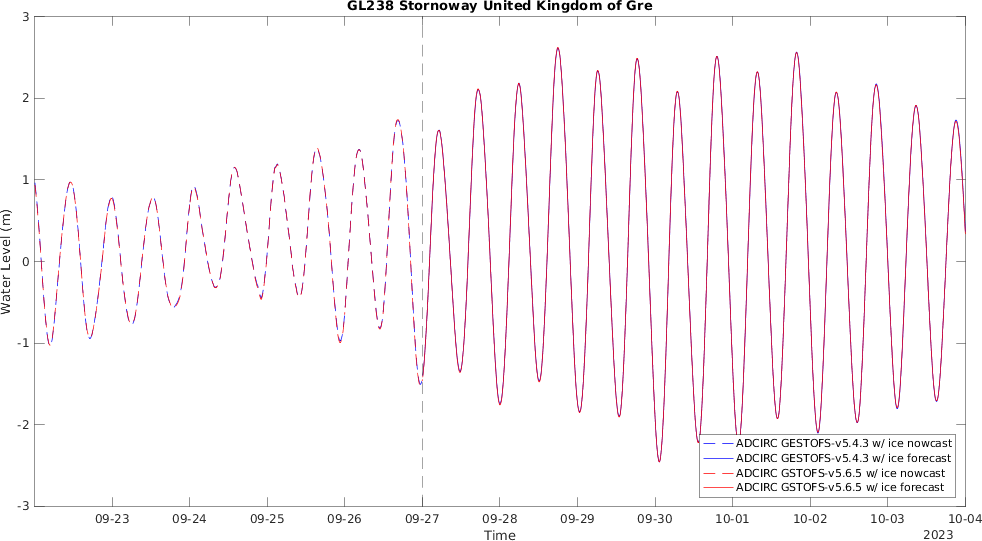 GL238 Stornoway United Kingdom of Gre
Water Level (m)
3
2
1
0
-1
-2
-3
ADCIRC GESTOFS-v5.4.3 w/ ice nowcast
ADCIRC GESTOFS-v5.4.3 w/ ice forecast
ADCIRC GSTOFS-v5.6.5 w/ ice nowcast
ADCIRC GSTOFS-v5.6.5 w/ ice forecast
09-23 09-24 09-25 09-26 09-27 09-28 09-29 09-30 10-01 10-02 10-03 10-04
Time
2023